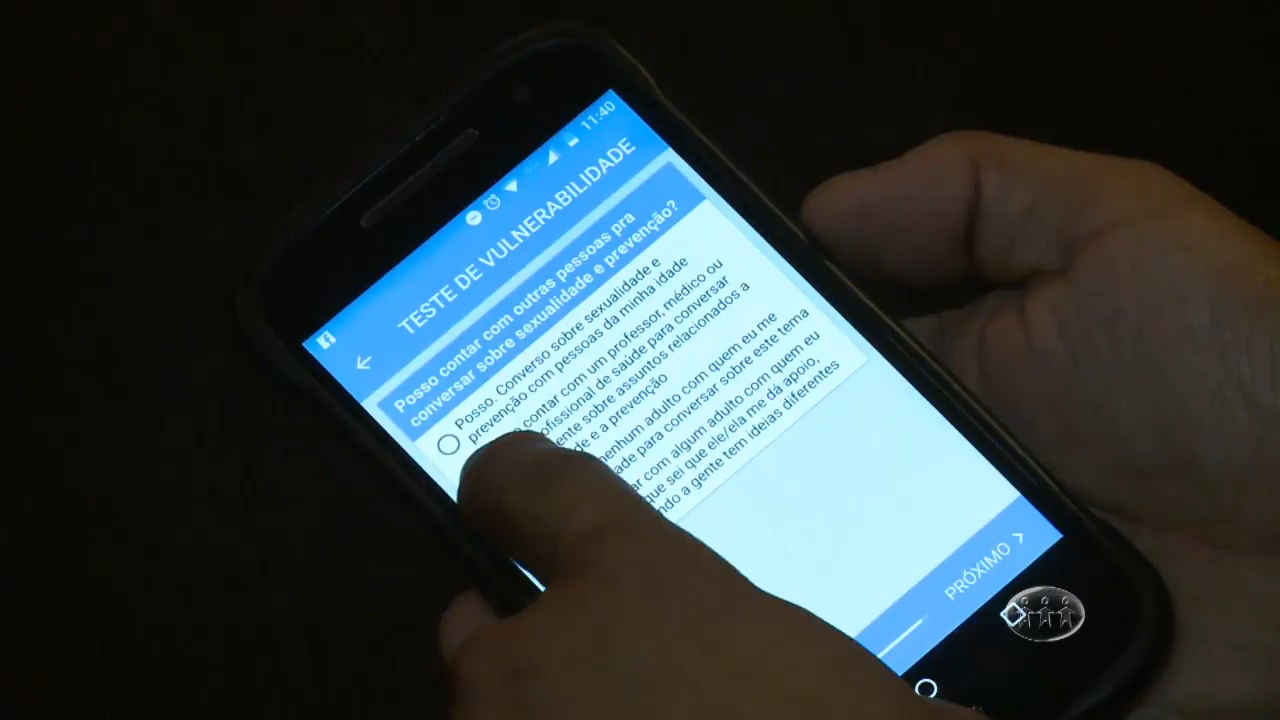 11:40
TESTE DE VULNERABILIDADE
Posso contar com outras pessoas pra
conversar sobre sexualidade e prevenção?
Posso. Converso sobre sexualidade e
prevenção com pessoas da minha idade
contar com um professor, médico ou
profissional de saúde para conversar
sobre assuntos relacionados a
e a prevenção
nenhum adulto com quem eu me
para conversar sobre este tema
com algum adulto com quem eu
que sei que ele/ela me dá apoio,
a gente tem ideias diferentes
PRÓXIMO >